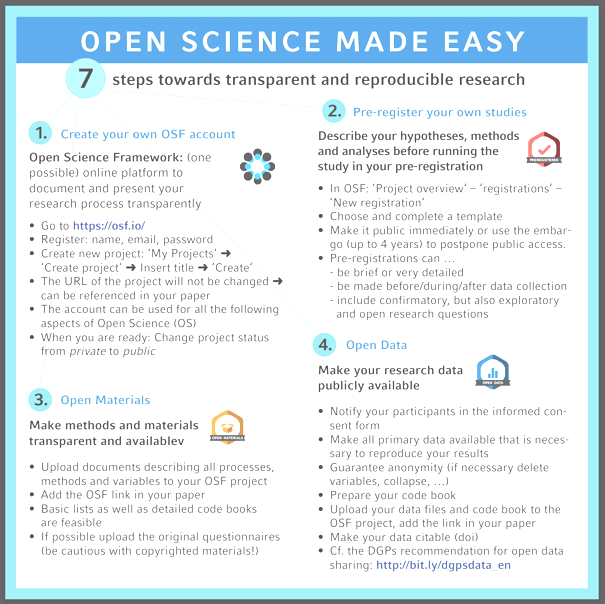 OPEN SCIENCE MADE EASY
7 steps towards transparent and reproducible research
1. Create your own OSF account
Open Science Framework: (one
possible) online platform to
document and present your
research process transparently
• Go to https://osf.io/
• Register: name, email, password
• Create new project: 'My Projects' ➜
'Create project' ➜ Insert title ➜ 'Create'
• The URL of the project will not be changed ➜
can be referenced in your paper
• The account can be used for all the following
aspects of Open Science (OS)
• When you are ready: Change project status
from private to public
2. Pre-register your own studies
Describe your hypotheses, methods
and analyses before running the
study in your pre-registration
PREREGISTERED
• In OSF: 'Project overview' – 'registrations' –
'New registration'
• Choose and complete a template
• Make it public immediately or use the embar-
go (up to 4 years) to postpone public access.
• Pre-registrations can ...
- be brief or very detailed
- be made before/during/after data collection
- include confirmatory, but also exploratory
and open research questions
3. Open Materials
Make methods and materials
transparent and availablev
OPEN MATERIALS
• Upload documents describing all processes,
methods and variables to your OSF project
• Add the OSF link in your paper
• Basic lists as well as detailed code books
are feasible
• If possible upload the original questionnaires
(be cautious with copyrighted materials!)
4. Open Data
Make your research data
publicly available
OPEN DATA
• Notify your participants in the informed con-
sent form
• Make all primary data available that is neces-
sary to reproduce your results
• Guarantee anonymity (if necessary delete
variables, collapse, ...)
• Prepare your code book
• Upload your data files and code book to the
OSF project, add the link in your paper
• Make your data citable (doi)
• Cf. the DGPs recommendation for open data
sharing: http://bit.ly/dgpsdata_en